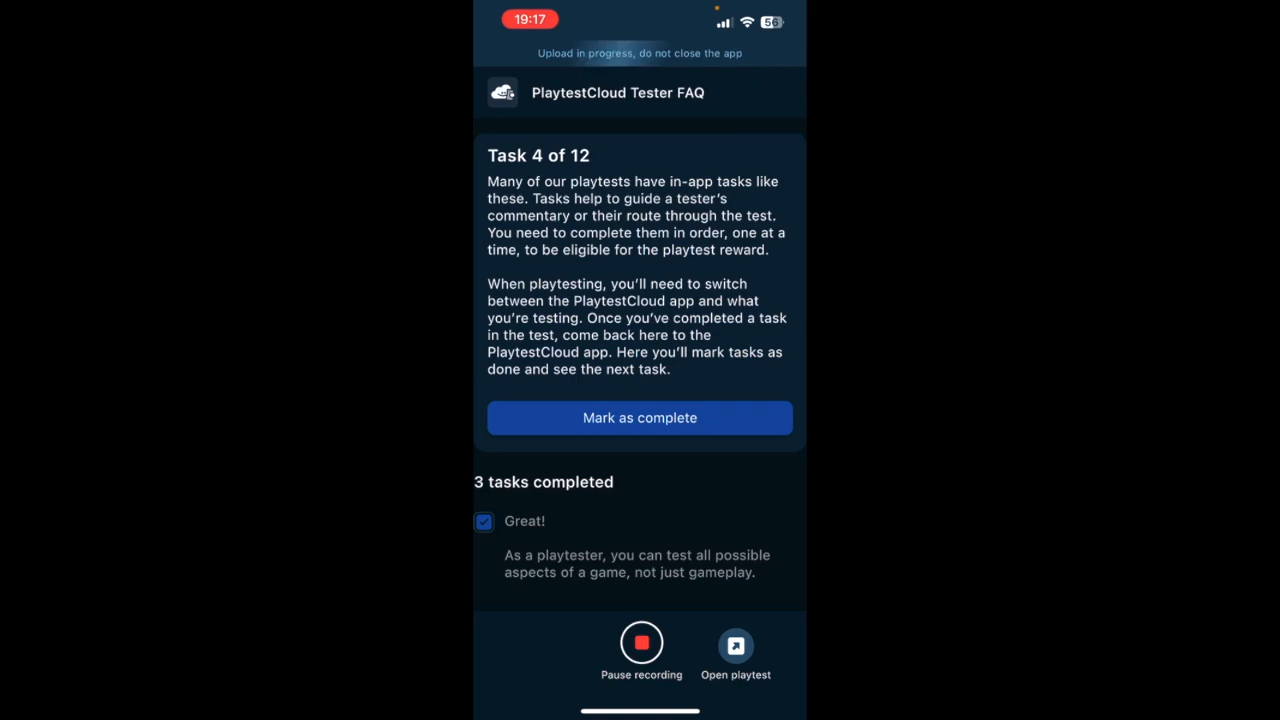 19:17
56
Upload in progress, do not close the app
PlaytestCloud Tester FAQ
Task 4 of 12
Many of our playtests have in-app tasks like
these. Tasks help to guide a tester's
commentary or their route through the test.
You need to complete them in order, one at a
time, to be eligible for the playtest reward.
When playtesting, you'll need to switch
between the PlaytestCloud app and what
you're testing. Once you've completed a task
in the test, come back here to the
PlaytestCloud app. Here you'll mark tasks as
done and see the next task.
Mark as complete
3 tasks completed
Great!
As a playtester, you can test all possible
aspects of a game, not just gameplay.
Pause recording
Open playtest